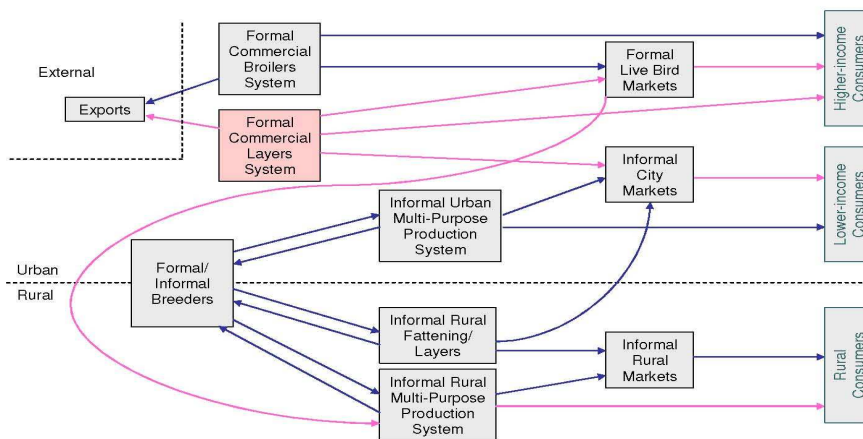 External
Exports
Formal
Commercial
Broilers
System
Formal
Commercial
Layers
System
Formal
Live Bird
Markets
Higher-income
Consumers
Informal
City
Markets
Lower-income
Consumers
Informal Urban
Multi-Purpose
Production
System
Formal/
Informal
Breeders
Urban
Rural
Informal Rural
Fattening/
Layers
Informal
Rural
Markets
Informal Rural
Multi-Purpose
Production
System
Rural
Consumers